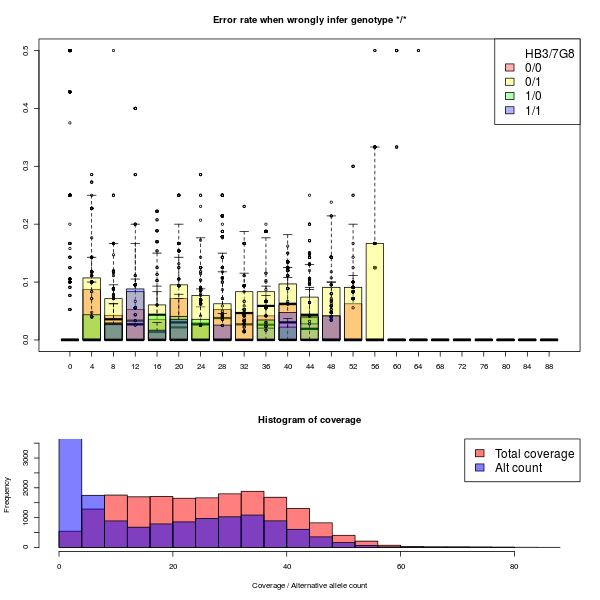 Error rate when wrongly infer genotype */*
HB3/7G8
0/0
0/1
1/0
1/1
0.5
0.4
0.3
0.2
0.1
0.0
0 4 8 12 16 20 24 28 32 36 40 44 48 52 56 60 64 68 72 76 80 84 88
Histogram of coverage
Total coverage
Alt count
Frequency
3000
2000
1000
0
0 20 40 60 80
Coverage / Alternative allele count